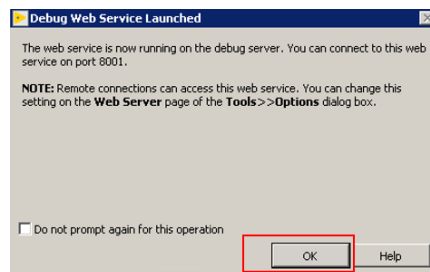 Debug Web Service Launched
The web service is now running on the debug server. You can connect to this web
service on port 8001.
NOTE: Remote connections can access this web service. You can change this
setting on the Web Server page of the Tools>>Options dialog box.
Do not prompt again for this operation
OK
Help